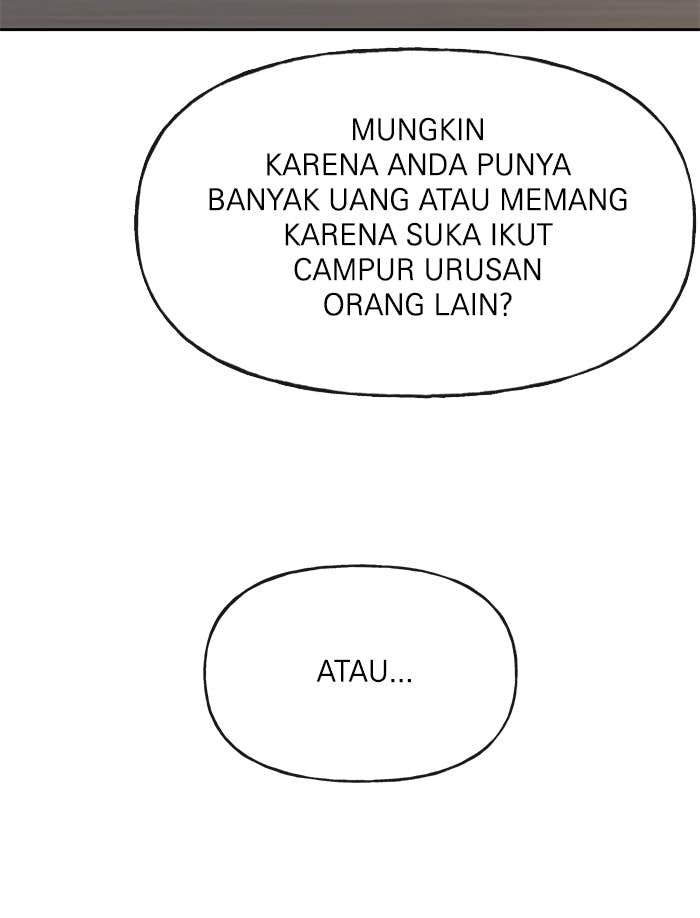 MUNGKIN
KARENA ANDA PUNYA
BANYAK UANG ATAU MEMANG
KARENA SUKA IKUT
CAMPUR URUSAN
ORANG LAIN?
ATAU...